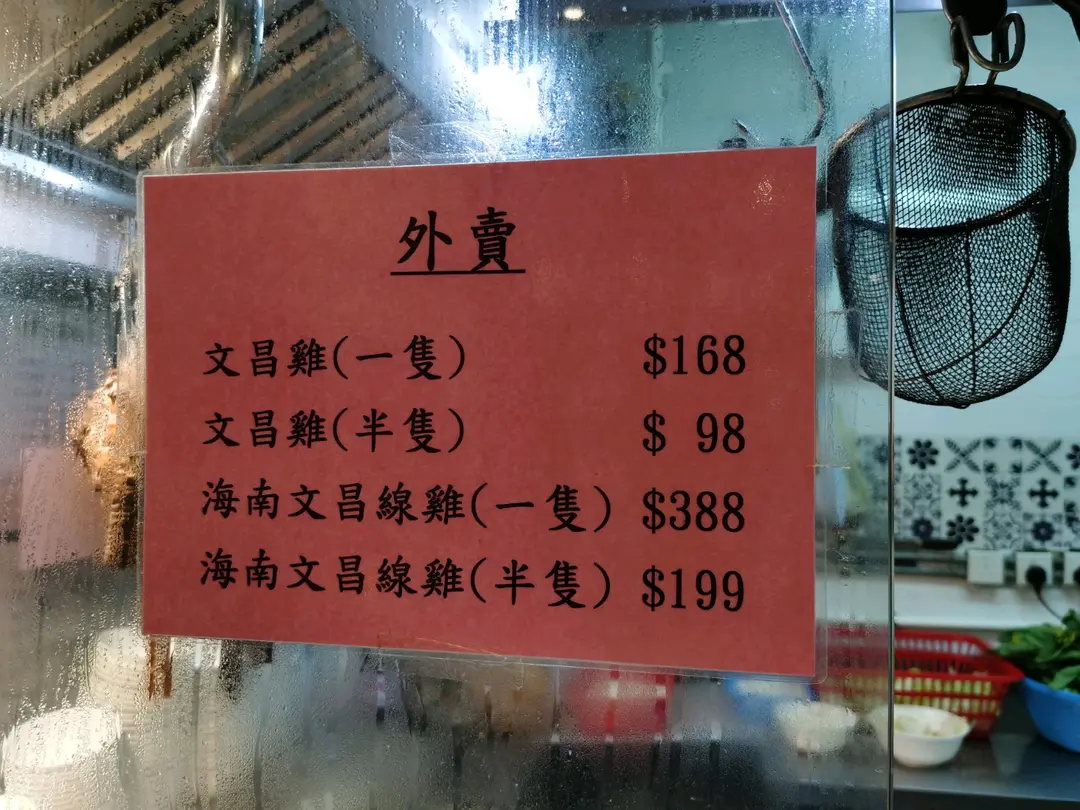 外賣
文昌雞(一隻) $168
文昌雞(半隻) $ 98
海南文昌線雞(一隻) $388
海南文昌線雞(半隻) $199